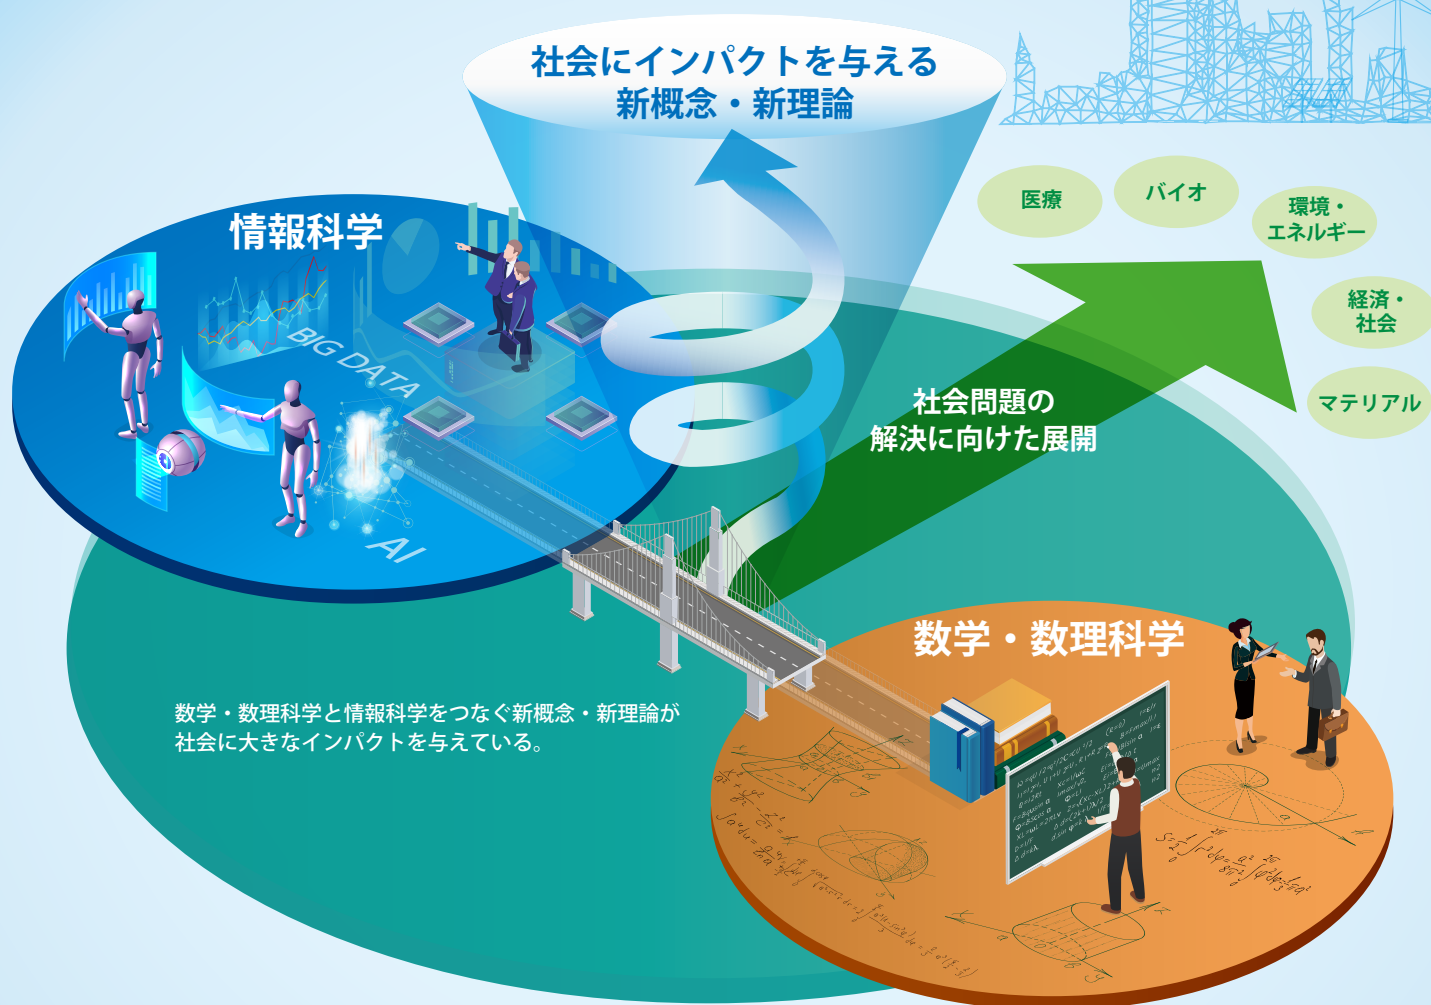 社会にインパクトを与える
新概念・新理論
医療
バイオ
環境・
エネルギー
経済・
社会
マテリアル
情報科学
BIG DATA
AI
社会問題の
解決に向けた展開
数学・数理科学
数学・数理科学と情報科学をつなぐ新概念・新理論が
社会に大きなインパクトを与えている。